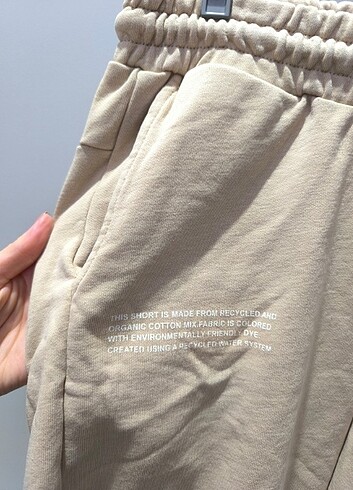 THIS SHORT IS MADE FROM RECYCLED AND
ORGANIC COTTON MIX.FABRIC IS COLORED
WITH ENVIRONMENTALLY FRIENDLY DYE
CREATED USING A RECYCLED WATER SYSTEM